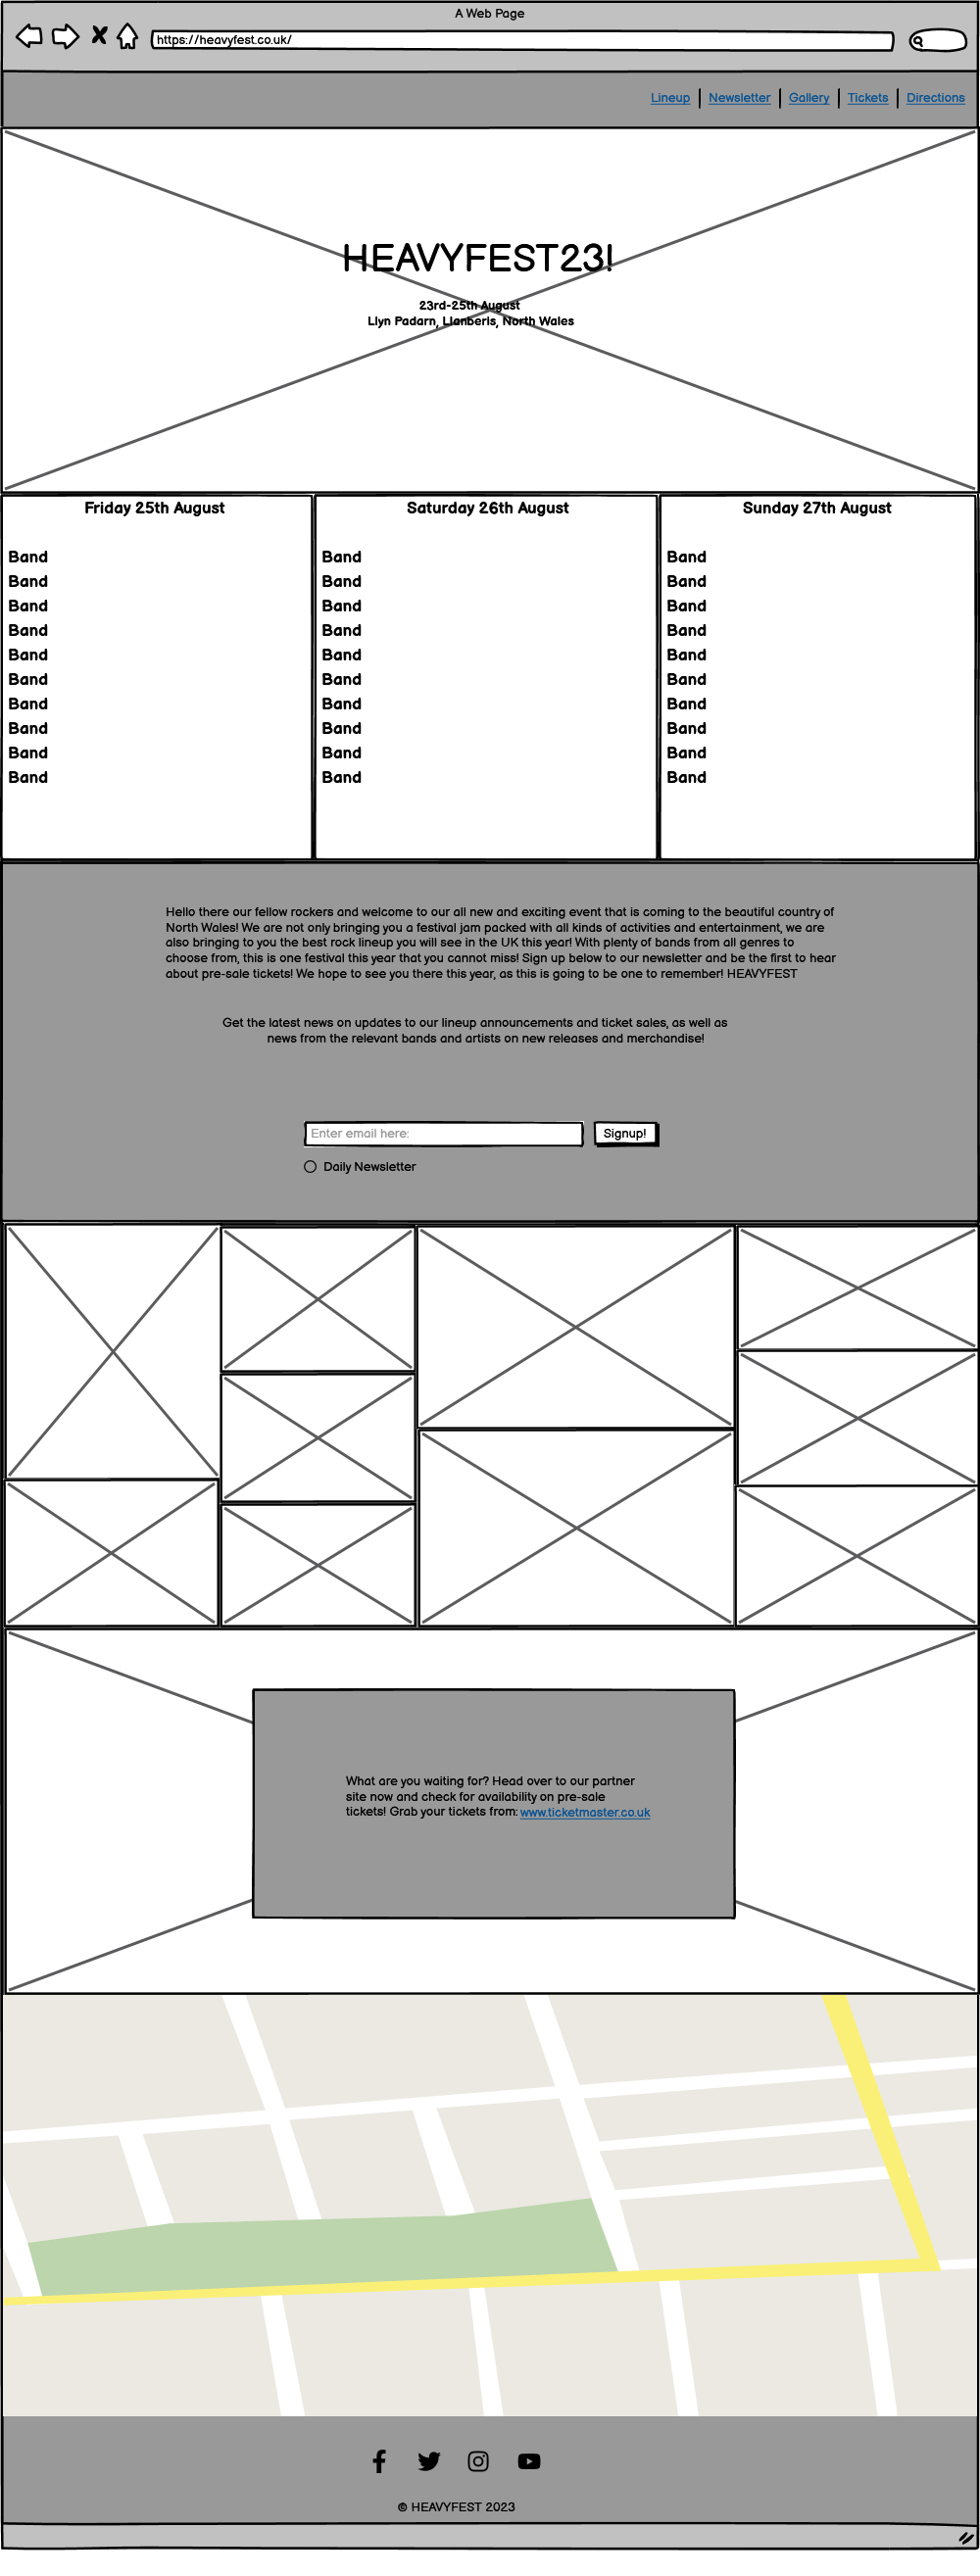 A Web Page
https://heavyfest.co.uk/
Lineup Newsletter Gallery Tickets Directions
HEAVYFEST23!
23rd-25th August
Llyn Padarn, Llanberis, North Wales
Friday 25th August
Band
Band
Band
Band
Band
Band
Band
Band
Band
Band
Saturday 26th August
Band
Band
Band
Band
Band
Band
Band
Band
Band
Band
Sunday 27th August
Band
Band
Band
Band
Band
Band
Band
Band
Band
Band
Hello there our fellow rockers and welcome to our all new and exciting event that is coming to the beautiful country of
North Wales! We are not only bringing you a festival jam packed with all kinds of activities and entertainment, we are
also bringing to you the best rock lineup you will see in the UK this year! With plenty of bands from all genres to
choose from, this is one festival this year that you cannot miss! Sign up below to our newsletter and be the first to hear
about pre-sale tickets! We hope to see you there this year, as this is going to be one to remember! HEAVYFEST
Get the latest news on updates to our lineup announcements and ticket sales, as well as
news from the relevant bands and artists on new releases and merchandise!
Enter email here:
Signup!
Daily Newsletter
What are you waiting for? Head over to our partner
site now and check for availability on pre-sale
tickets! Grab your tickets from: www.ticketmaster.co.uk
© HEAVYFEST 2023